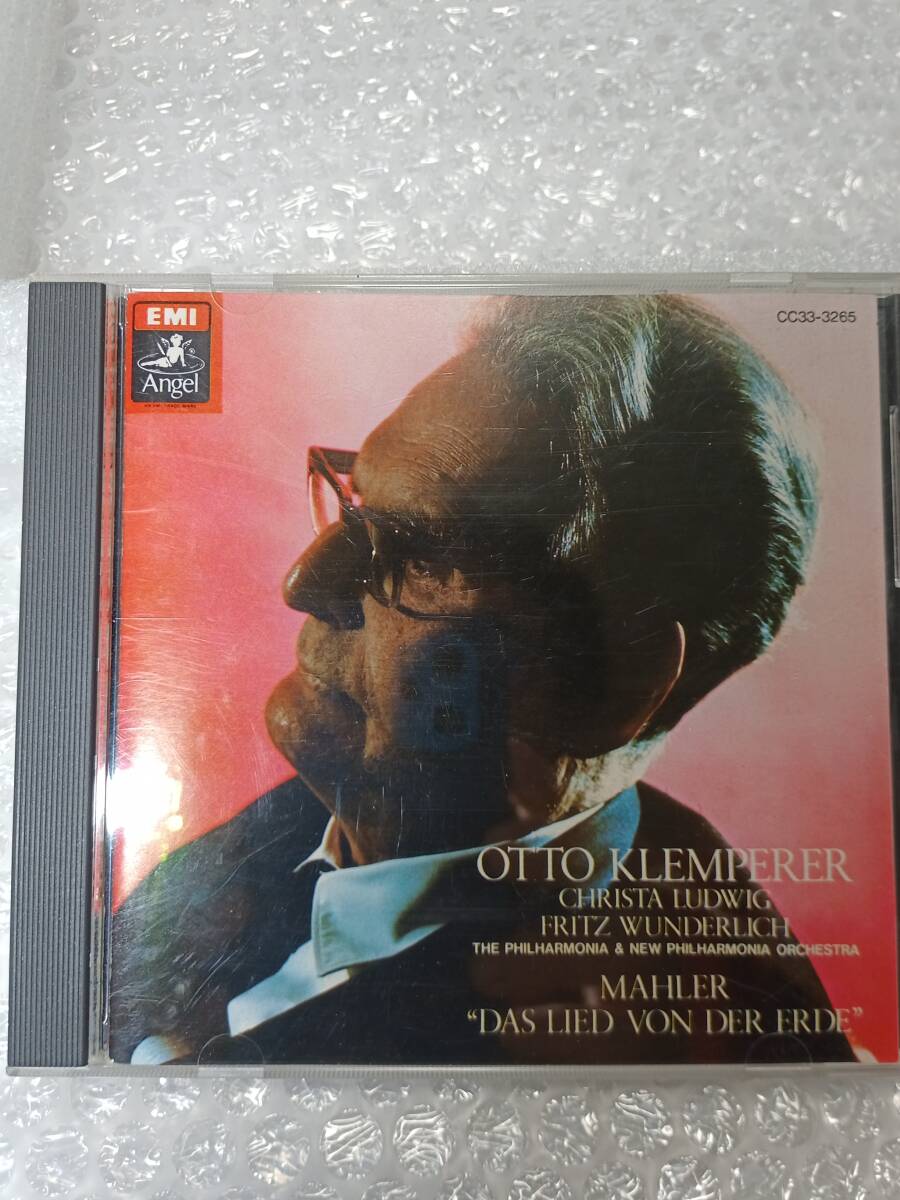 EMI
Angel
CC33-3265
OTTO KLEMPERER
CHRISTA LUDWIG
FRITZ WUNDERLICH
THE PHILHARMONIA & NEW PHILHARMONIA ORCHESTRA
MAHLER
“DAS LIED VON DER ERDE”